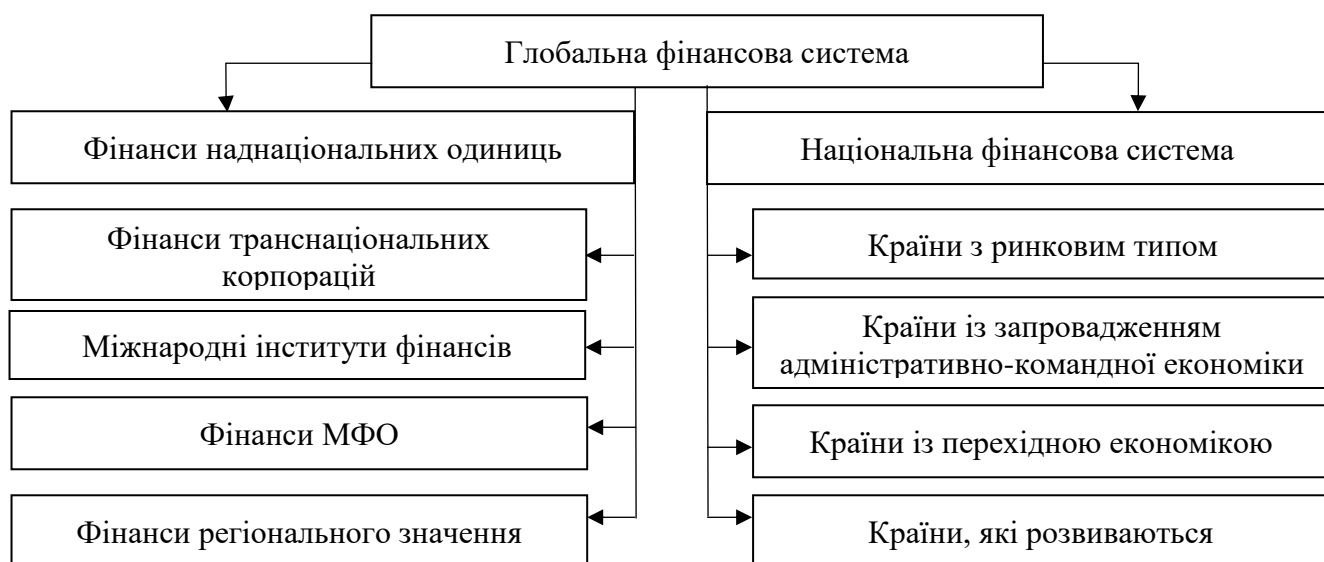 Глобальна фінансова система
Фінанси наднаціональних одиниць
Національна фінансова система
Фінанси транснаціональних
корпорацій
Країни з ринковим типом
Міжнародні інститути фінансів
Країни із запровадженням
адміністративно-командної економіки
Фінанси МФО
Країни із перехідною економікою
Фінанси регіонального значення
Країни, які розвиваються